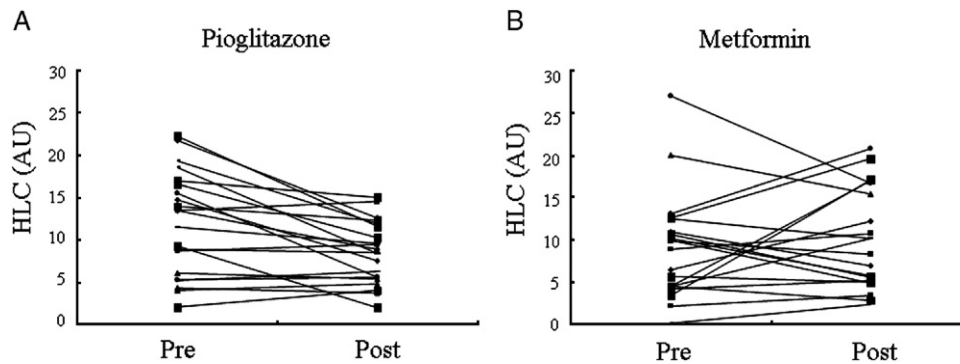 A
Pioglitazone
HLC (AU)
30
25
20
15
10
5
0
Pre
Post
B
Metformin
HLC (AU)
30
25
20
15
10
5
0
Pre
Post